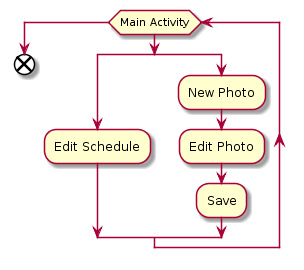 Main Activity
New Photo
Edit Schedule
Edit Photo
Save